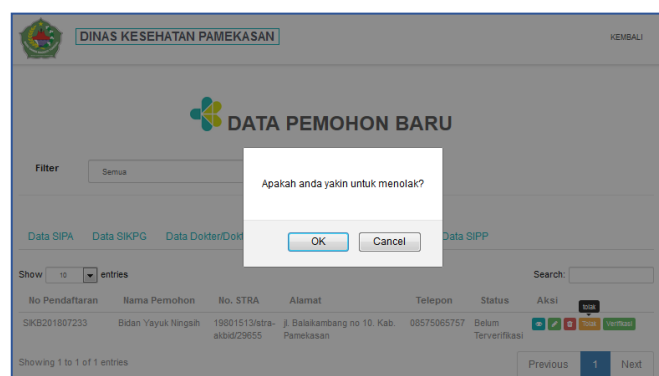 DINAS KESEHATAN PAMEKASAN
KEMBALI
DATA PEMOHON BARU
Filter
Semua
Apakah anda yakin untuk menolak?
OK Cancel
Data SIPA Data SIKPG Data Dokter/Dokt Data SIPP
Show 10 entries Search:
tolak
No Pendaftaran Nama Pemohon No. STRA Alamat Telepon Status Aksi
SIKB201807233 Bidan Yayuk Ningsih 19801513/stra- jl. Balaikambang no 10. Kab. 08575065757 Belum Tolak Verifikasi
akbid/29655 Pamekasan Terverifikasi
Showing 1 to 1 of 1 entries
Previous 1 Next